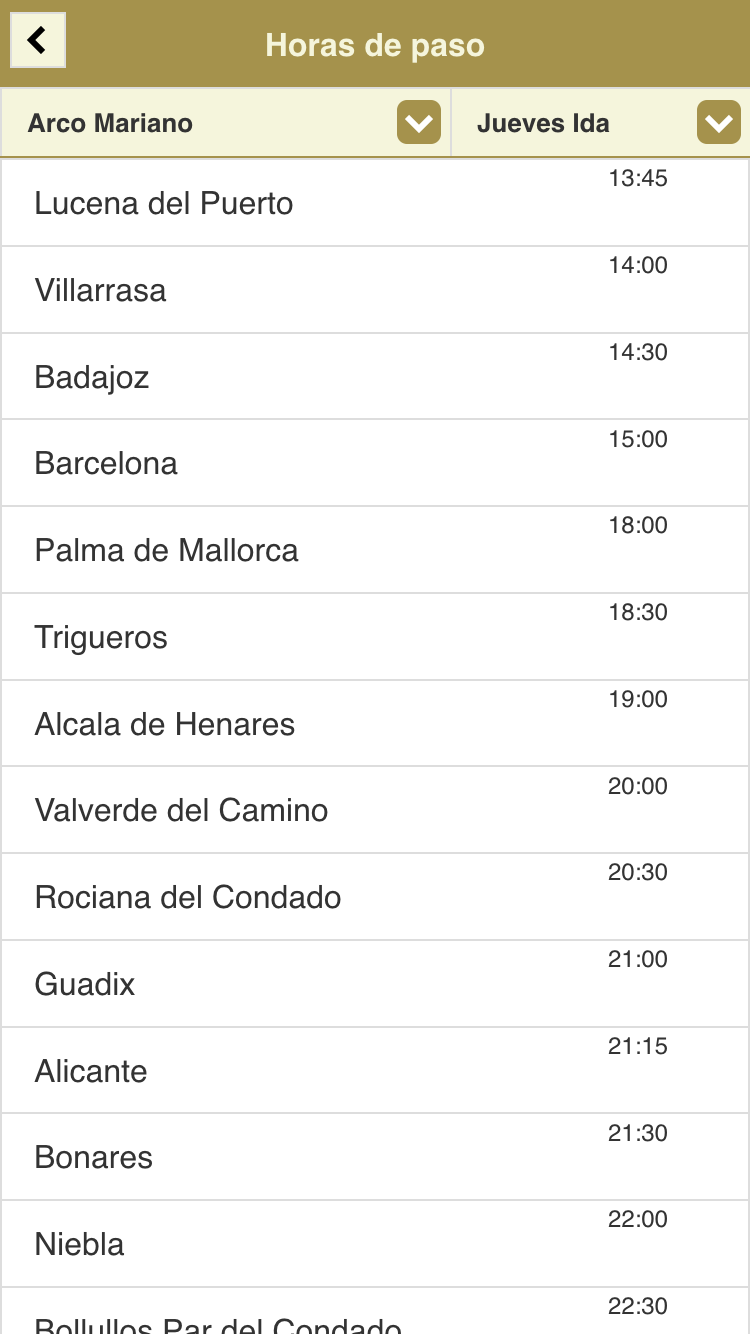 Horas de paso
Arco Mariano
Jueves Ida
13:45
Lucena del Puerto
14:00
Villarrasa
14:30
Badajoz
15:00
Barcelona
18:00
Palma de Mallorca
18:30
Trigueros
19:00
Alcala de Henares
20:00
Valverde del Camino
20:30
Rociana del Condado
21:00
Guadix
21:15
Alicante
21:30
Bonares
22:00
Niebla
22:30
Bollullos Par del Condado